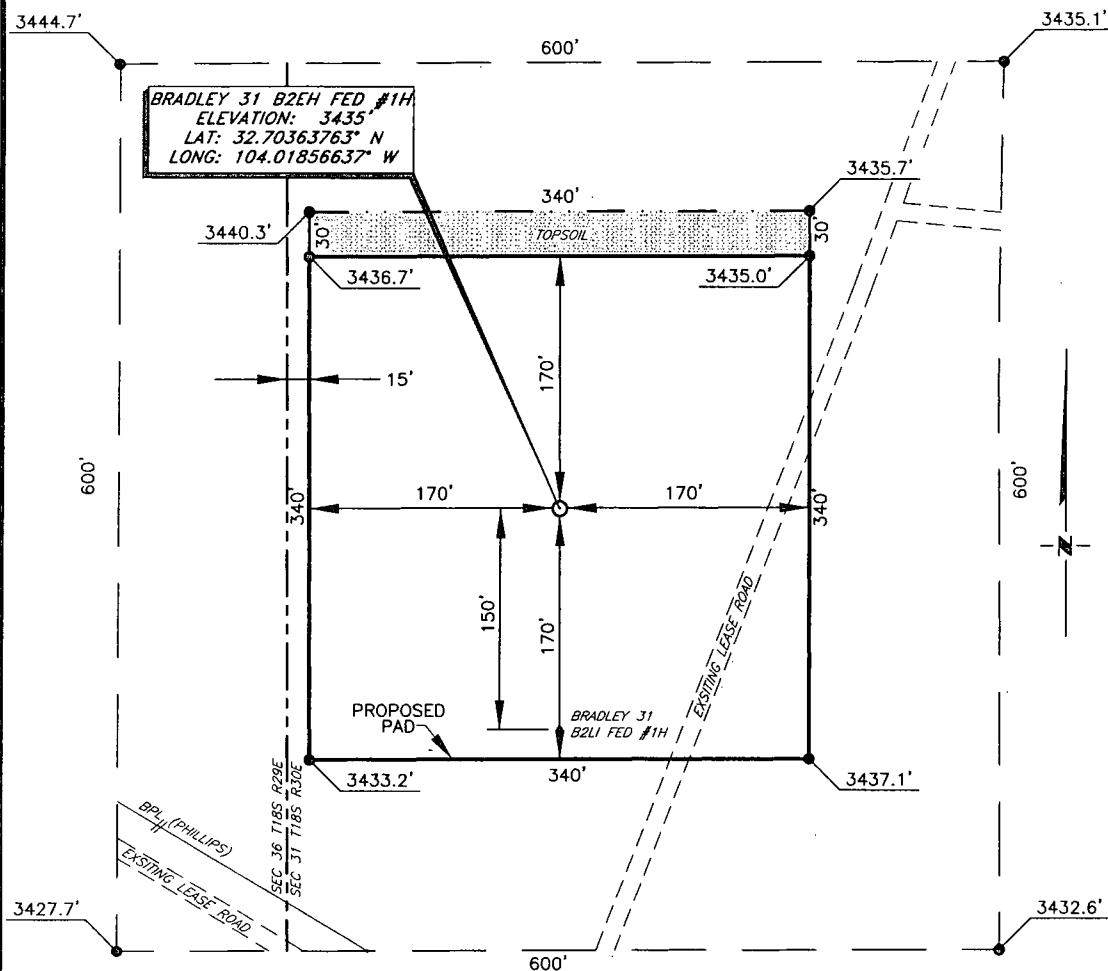 3444.7'
3435.1'
600'
BRADLEY 31 B2EH FED #1H
ELEVATION: 3435'
LAT: 32.70363763° N
LONG: 104.01856637° W
3435.7'
340'
3440.3'
30'
TOPSOIL
30'
3436.7'
3435.0'
170'
15'
600'
600'
340'
170'
170'
340'
N
150'
170'
EXSITING LEASE ROAD
PROPOSED
PAD
BRADLEY 31
B2LI FED #1H
340'
3433.2'
3437.1'
SEC 36 T18S R29E
SEC 31 T18S R30E
BPL (PHILLIPS)
EXSITING LEASE ROAD
3427.7'
3432.6'
600'